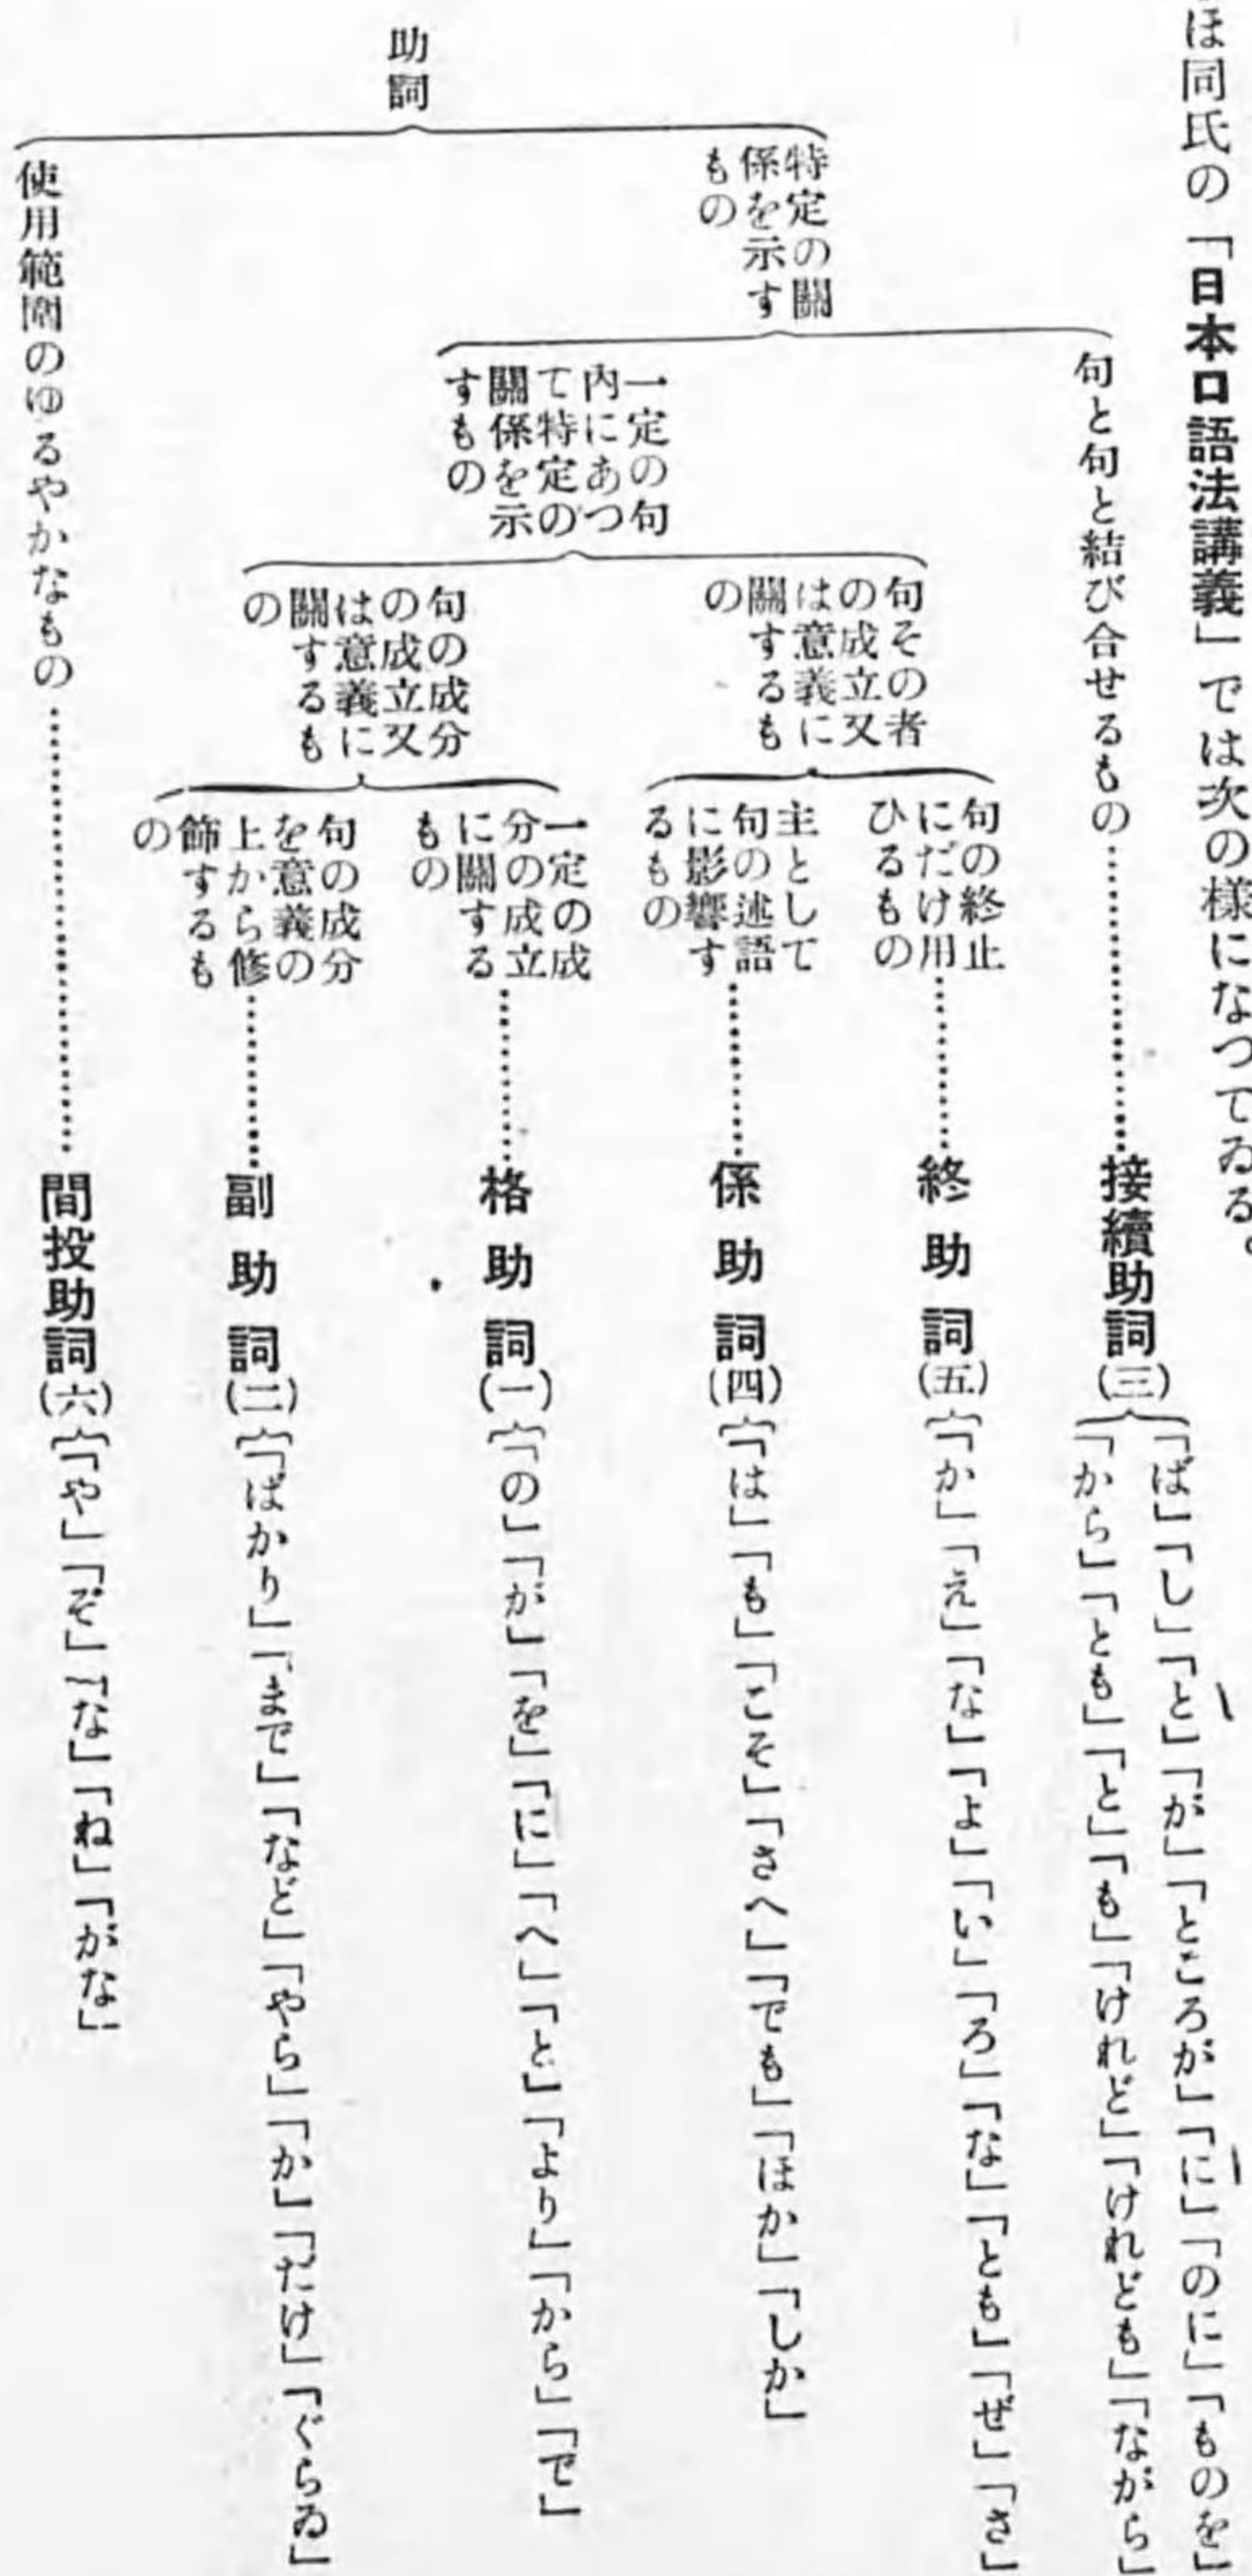 ほ同氏の「日本口語法講義」では次の樣になつてゐる。
助詞
特定の關
係を示す
もの
句と句と結び合せるもの
接續助詞(三)
「ば」「し」「と」「が」「ところが」「に」「のに」「ものを」
「から」「とも」「と」「も」「けれど」「けれども」「ながら」
一定の句
內にあつ
て特定の
關係を示
すもの
句その者
の成立又
は意義に
關するも
の
句の終止
にだけ用
ひるもの
終助詞(五)
「か」「え」「な」「よ」「い」「ろ」「な」「とも」「ぜ」「さ」
主として
句の述語
に影響す
るもの
係助詞(四)
「は」「も」「こそ」「さへ」「でも」「ほか」「しか」
句の成分
の成立又
は意義に
關するも
の
一定の成
分の成立
に關する
もの
格助詞(一)
「の」「が」「を」「に」「へ」「と」「より」「から」「で」
句の成分
を意義の
上から修
飾するも
の
副助詞(二)
「ばかり」「まで」「など」「やら」「か」「だけ」「ぐらゐ」
使用範圍のゆるやかなもの
間投助詞(六)
「や」「ぞ」「な」「ね」「がな」